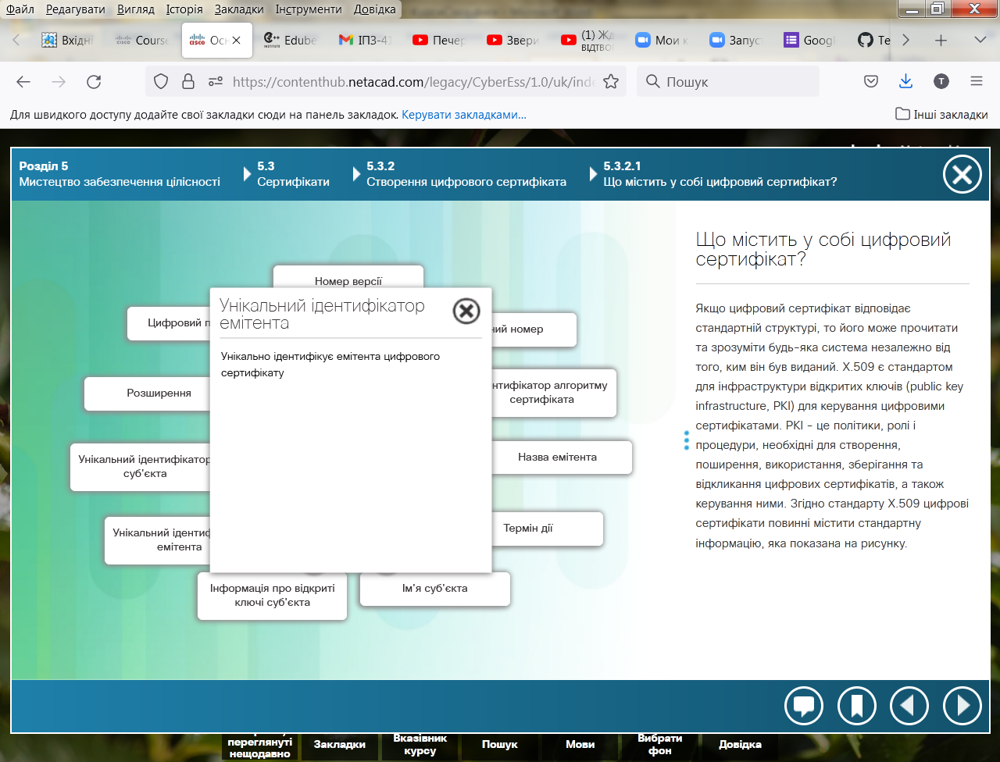 Файл Редагувати Вигляд Історія Закладки Інструменти Довідка
Вхідні
Course
Осн
Edube
ІПЗ-41
Печер
Звери
(1) Жд
відтвор
Мои к
Запус
Googl
Te
https://contenthub.netacad.com/legacy/CyberEss/1.0/uk/inde
Пошук
T
Для швидкого доступу додайте свої закладки сюди на панель закладок. Керувати закладками...
Інші закладки
Розділ 5
Мистецтво забезпечення цілісності
5.3
Сертифікати
5.3.2
Створення цифрового сертифіката
5.3.2.1
Що містить у собі цифровий сертифікат?
Номер версії
Цифровий п
ний номер
Розширення
нтифікатор алгоритму
сертифіката
Унікальний ідентифікатор
суб'єкта
Назва емітента
Унікальний ідентиф
емітента
Термін дії
Інформація про відкриті
ключі суб'єкта
Ім'я суб'єкта
Унікальний ідентифікатор
емітента
Унікально ідентифікує емітента цифрового
сертифікату
Що містить у собі цифровий
сертифікат?
Якщо цифровий сертифікат відповідає
стандартній структурі, то його може прочитати
та зрозуміти будь-яка система незалежно від
того, ким він був виданий. X.509 є стандартом
для інфраструктури відкритих ключів (public key
infrastructure, PKI) для керування цифровими
сертифікатами. PKI - це політики, ролі і
процедури, необхідні для створення,
поширення, використання, зберігання та
відкликання цифрових сертифікатів, а також
керування ними. Згідно стандарту X.509 цифрові
сертифікати повинні містити стандартну
інформацію, яка показана на рисунку.
переглянуті
нещодавно
Закладки
Вказівник
курсу
Пошук
Мови
Вибрати
фон
Довідка